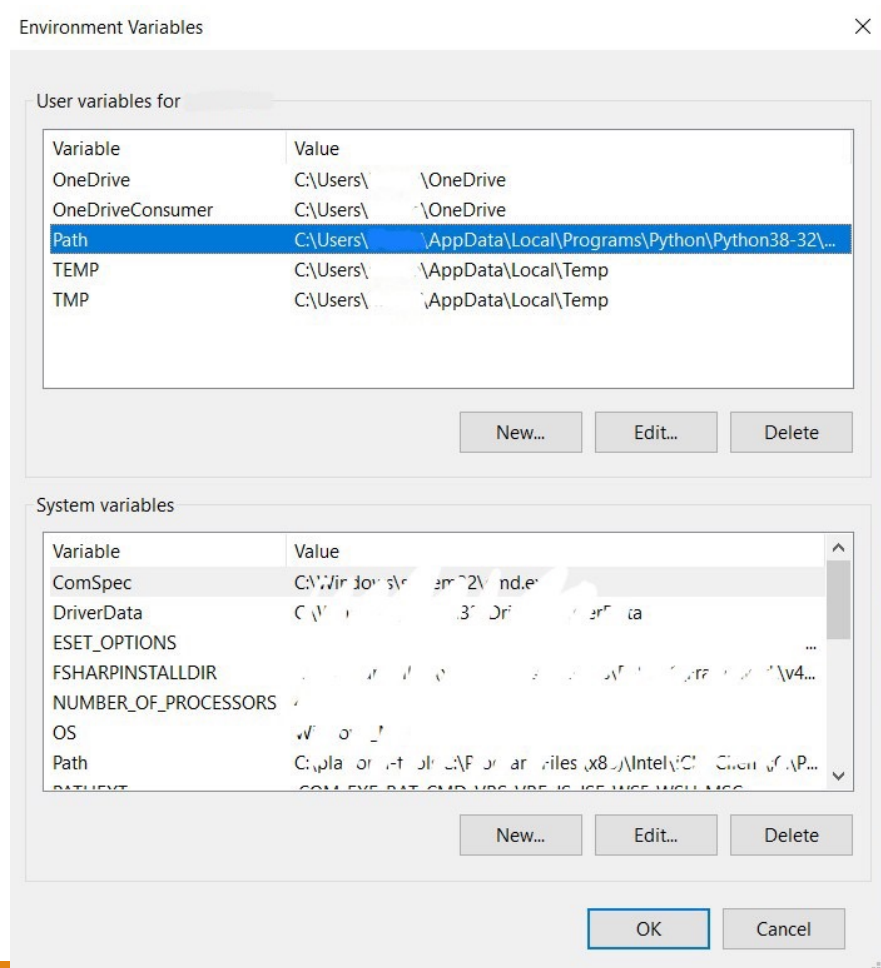 Environment Variables
User variables for
Variable Value
OneDrive C:\Users\ \OneDrive
OneDriveConsumer C:\Users\ \OneDrive
Path C:\Users\ \AppData\Local\Programs\Python\Python38-32\...
TEMP C:\Users\ \AppData\Local\Temp
TMP C:\Users\ \AppData\Local\Temp
New... Edit... Delete
System variables
Variable Value
ComSpec
DriverData
ESET_OPTIONS ...
FSHARPINSTALLDIR \v4...
NUMBER_OF_PROCESSORS
OS
Path
New... Edit... Delete
OK Cancel